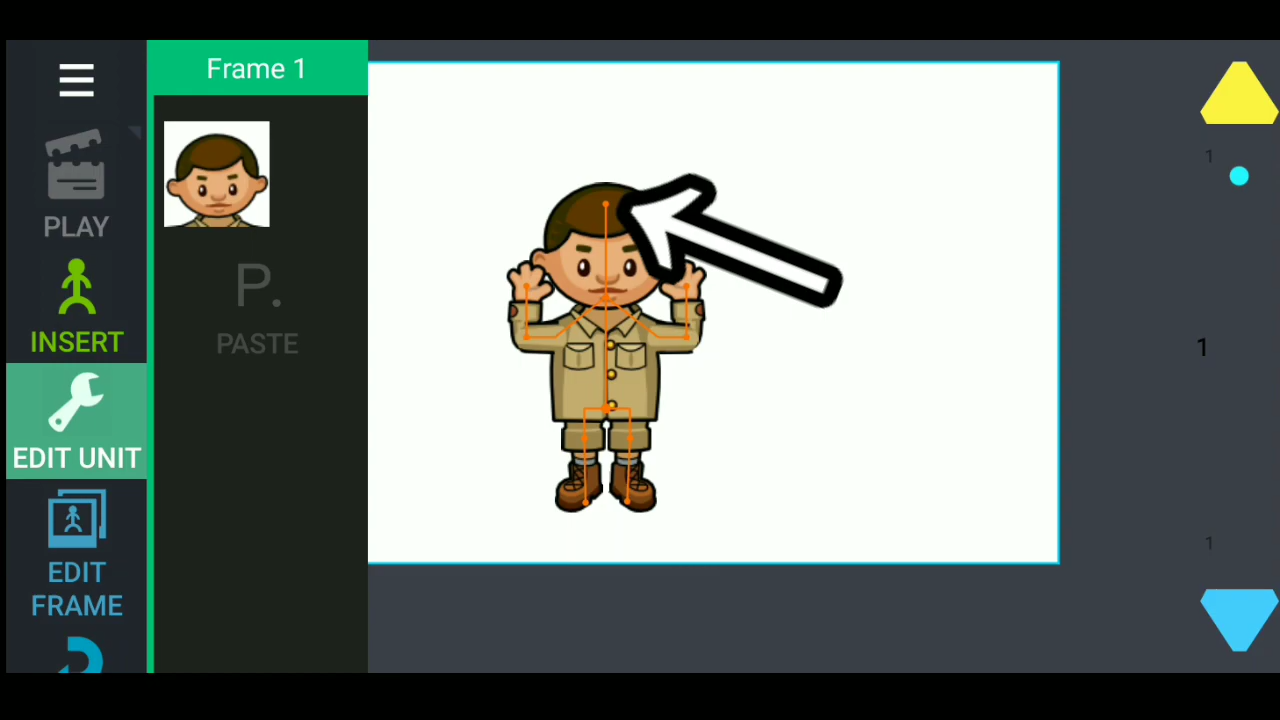 Frame 1
PLAY
INSERT
P.
PASTE
EDIT UNIT
EDIT
FRAME
1
1
1